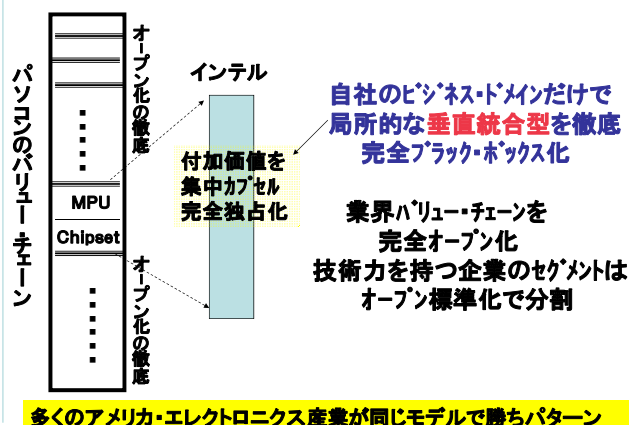 パソコンのバリュー・チェーン
オープン化の徹底
MPU
Chipset
オープン化の徹底
インテル
付加価値を
集中ｶﾌﾟｾﾙ
完全独占化
自社のﾋﾞｼﾞﾈｽ・ﾄﾞﾒｲﾝだけで
局所的な垂直統合型を徹底
完全ﾌﾞﾗｯｸ・ﾎﾞｯｸｽ化
業界ﾊﾞﾘｭｰ・ﾁｪｰﾝを
完全オープン化
技術力を持つ企業のｾｸﾞﾒﾝﾄは
オープン標準化で分割
多くのアメリカ・エレクトロニクス産業が同じモデルで勝ちパターン